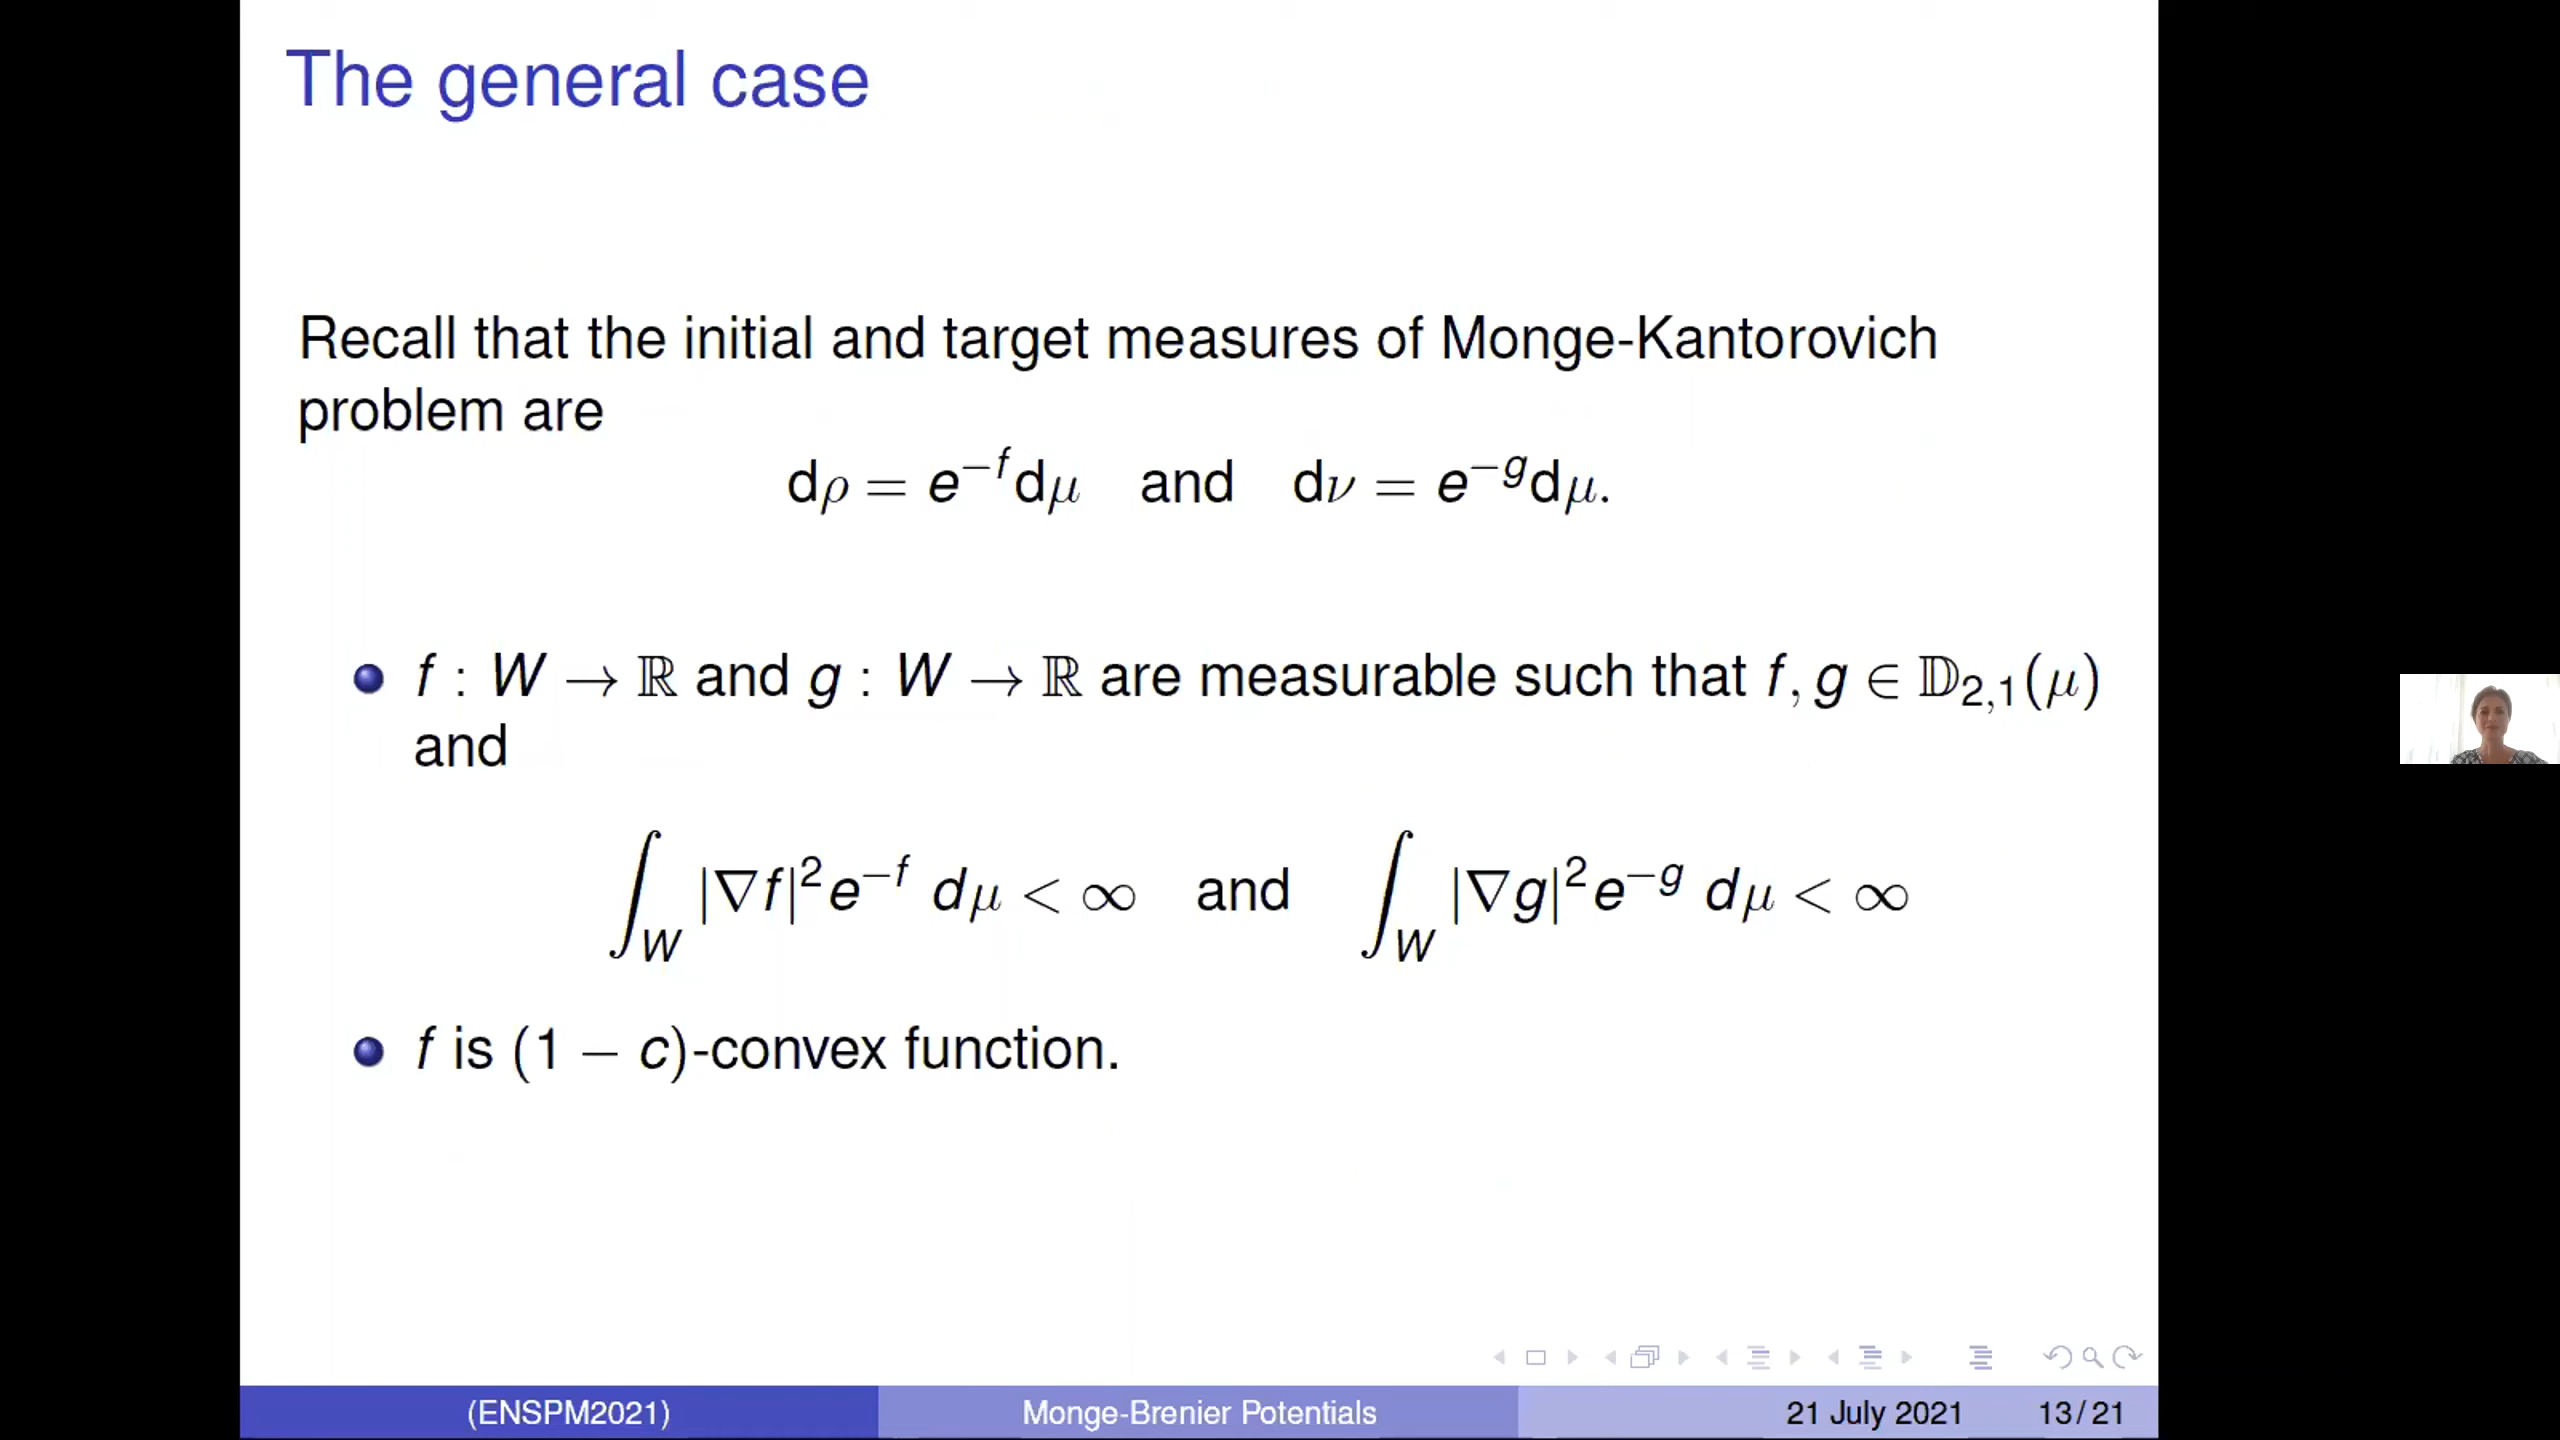 The general case
Recall that the initial and target measures of Monge-Kantorovich
problem are
dρ = e^{−f}dμ and dν = e^{−g}dμ.
f : W → ℝ and g : W → ℝ are measurable such that f, g ∈ 𝔻_{2,1}(μ)
and
∫_W |∇f|² e^{−f} dμ < ∞ and ∫_W |∇g|² e^{−g} dμ < ∞
f is (1 − c)-convex function.
(ENSPM2021) Monge-Brenier Potentials 21 July 2021 13 / 21